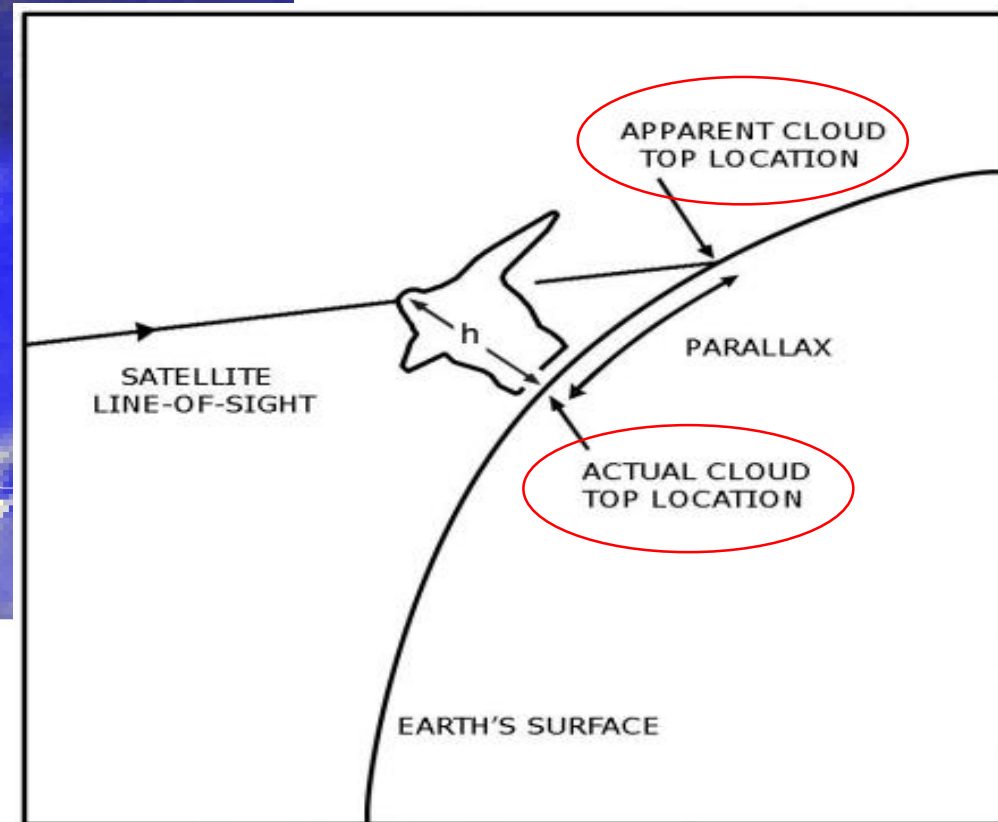 APPARENT CLOUD
TOP LOCATION
h
PARALLAX
SATELLITE
LINE-OF-SIGHT
ACTUAL CLOUD
TOP LOCATION
EARTH'S SURFACE